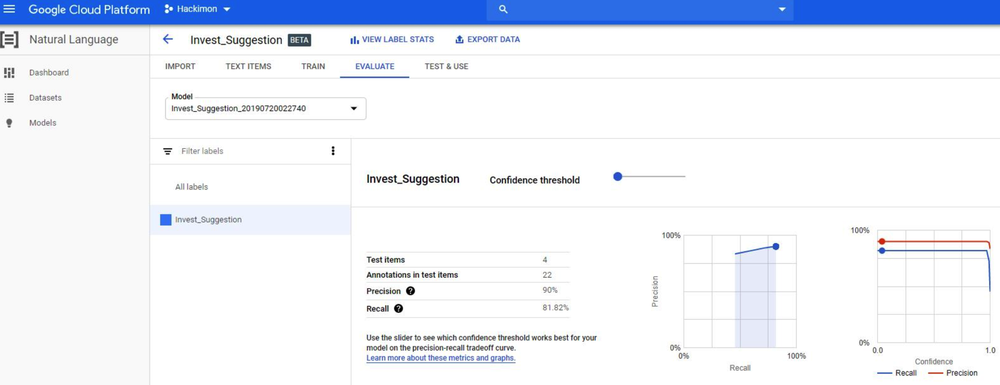 Google Cloud Platform Hackimon
Natural Language
Invest_Suggestion BETA VIEW LABEL STATS EXPORT DATA
Dashboard
Datasets
Models
IMPORT TEXT ITEMS TRAIN EVALUATE TEST & USE
Model
Invest_Suggestion_20190720022740
Filter labels
All labels
Invest_Suggestion
Invest_Suggestion Confidence threshold
Test items 4
Annotations in test items 22
Precision ? 90%
Recall ? 81.82%
Use the slider to see which confidence threshold works best for your
model on the precision-recall tradeoff curve.
Learn more about these metrics and graphs.
100%
Precision
0%
0% 100%
Recall
100%
0%
0.0 1.0
Confidence
Recall Precision